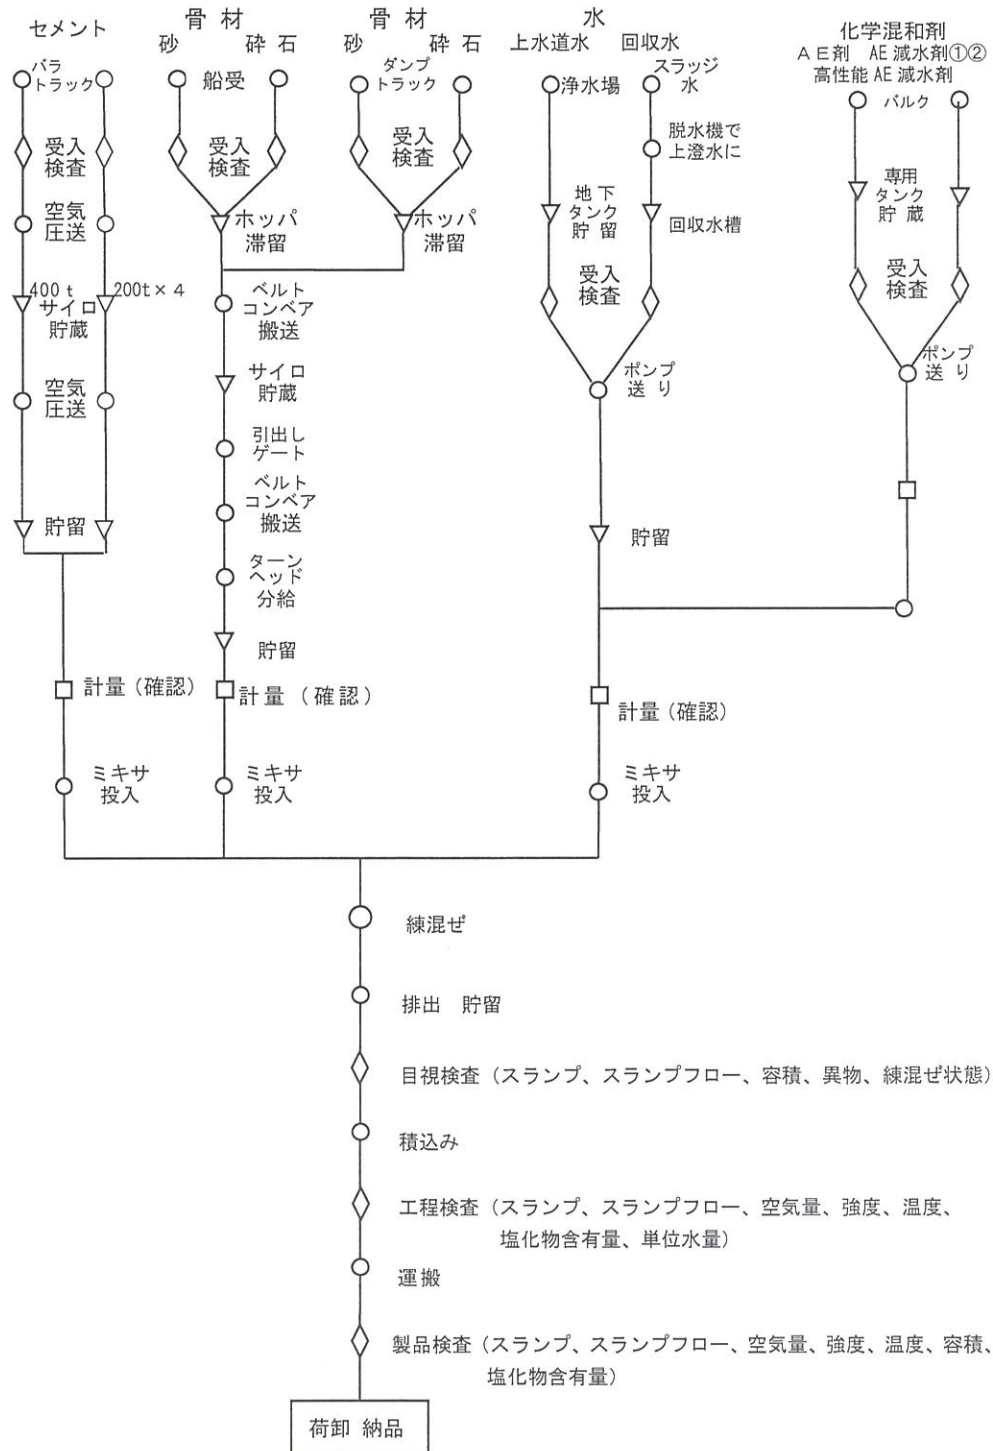 セメント
バラ
トラック
受入
検査
空気
圧送
400 t
200t×4
サイロ
貯蔵
空気
圧送
貯留
計量(確認)
ミキサ
投入
骨 材
砂 砕 石
船受
受入
検査
ホッパ
滞留
骨 材
砂 砕 石
ダンプ
トラック
受入
検査
ホッパ
滞留
ベルト
コンベア
搬送
サイロ
貯蔵
引出し
ゲート
ベルト
コンベア
搬送
ターン
ヘッド
分給
貯留
計量(確認)
ミキサ
投入
水
上水道水 回収水
浄水場
スラッジ
水
脱水機で
上澄水に
地下
タンク
貯 留
回収水槽
受入
検査
ポンプ
送 り
貯留
計量(確認)
ミキサ
投入
化学混和剤
AE剤 AE減水剤①②
高性能AE減水剤
バルク
専用
タンク
貯 蔵
受入
検査
ポンプ
送 り
練混ぜ
排出 貯留
目視検査(スランプ、スランプフロー、容積、異物、練混ぜ状態)
積込み
工程検査(スランプ、スランプフロー、空気量、強度、温度、
塩化物含有量、単位水量)
運搬
製品検査(スランプ、スランプフロー、空気量、強度、温度、容積、
塩化物含有量)
荷卸 納品